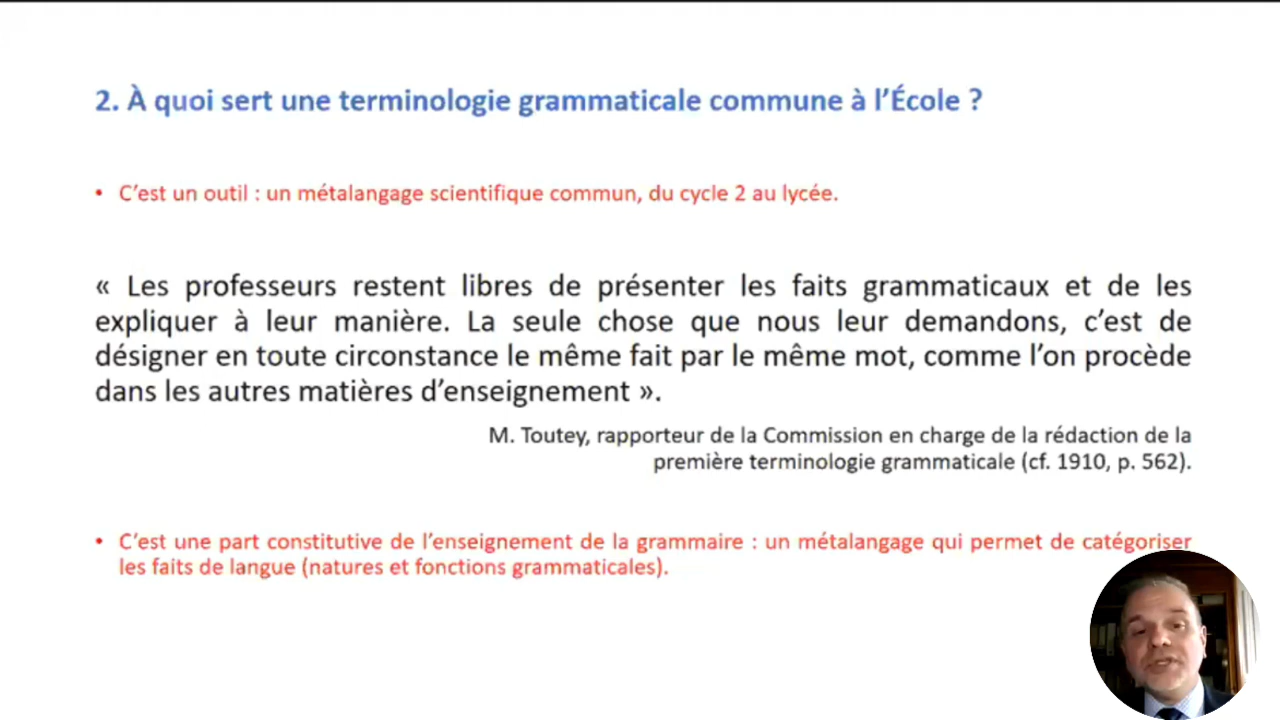 2. À quoi sert une terminologie grammaticale commune à l’École ?
• C’est un outil : un métalangage scientifique commun, du cycle 2 au lycée.
« Les professeurs restent libres de présenter les faits grammaticaux et de les
expliquer à leur manière. La seule chose que nous leur demandons, c’est de
désigner en toute circonstance le même fait par le même mot, comme l’on procède
dans les autres matières d’enseignement ».
M. Toutey, rapporteur de la Commission en charge de la rédaction de la
première terminologie grammaticale (cf. 1910, p. 562).
• C’est une part constitutive de l’enseignement de la grammaire : un métalangage qui permet de catégoriser
les faits de langue (natures et fonctions grammaticales).